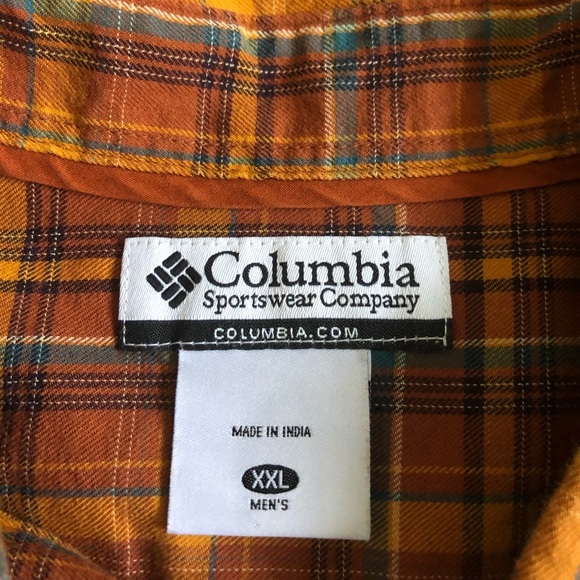 Columbia
Sportswear Company
COLUMBIA.COM
MADE IN INDIA
XXL
MEN'S